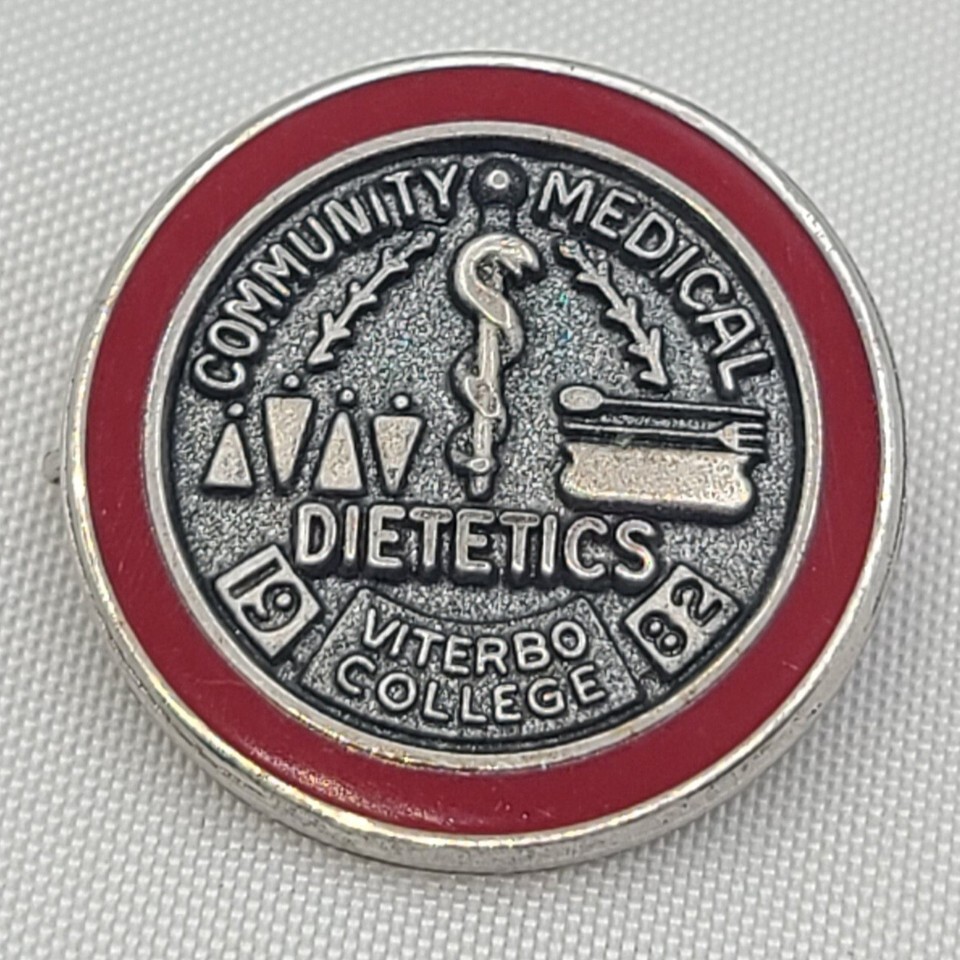 COMMUNITY MEDICAL
DIETETICS
19 82
VITERBO
COLLEGE